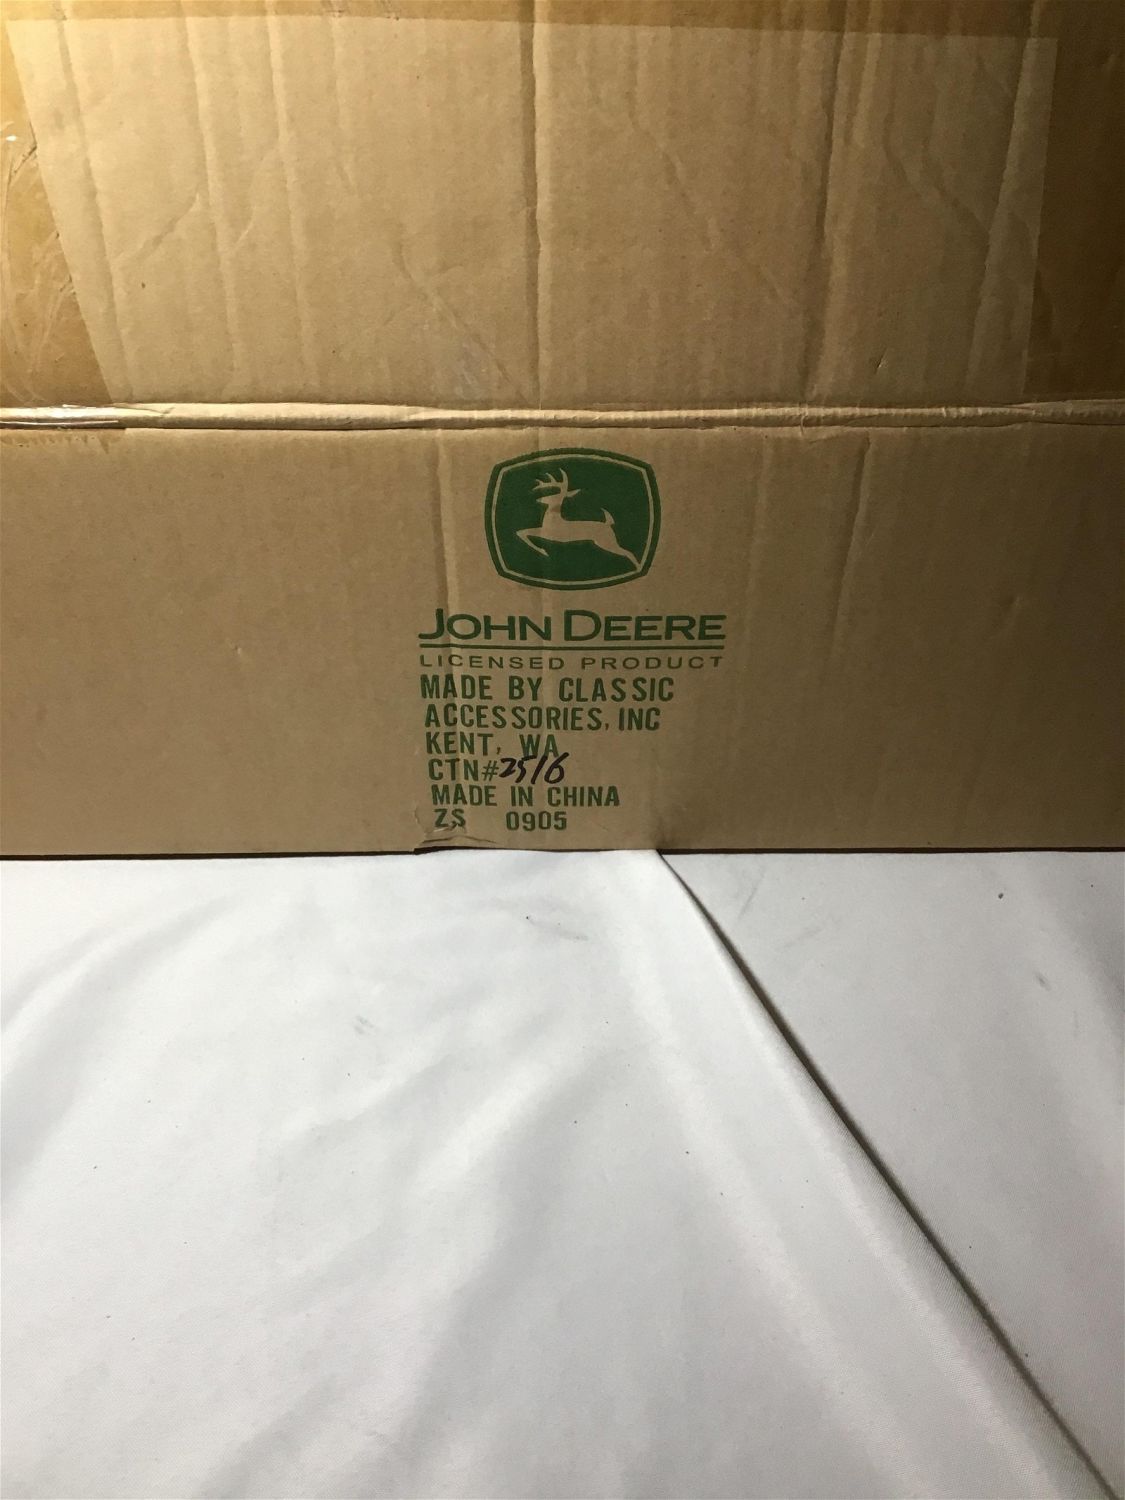 JOHN DEERE
LICENSED PRODUCT
MADE BY CLASSIC
ACCESSORIES, INC
KENT, WA
CTN#2516
MADE IN CHINA
ZS 0905